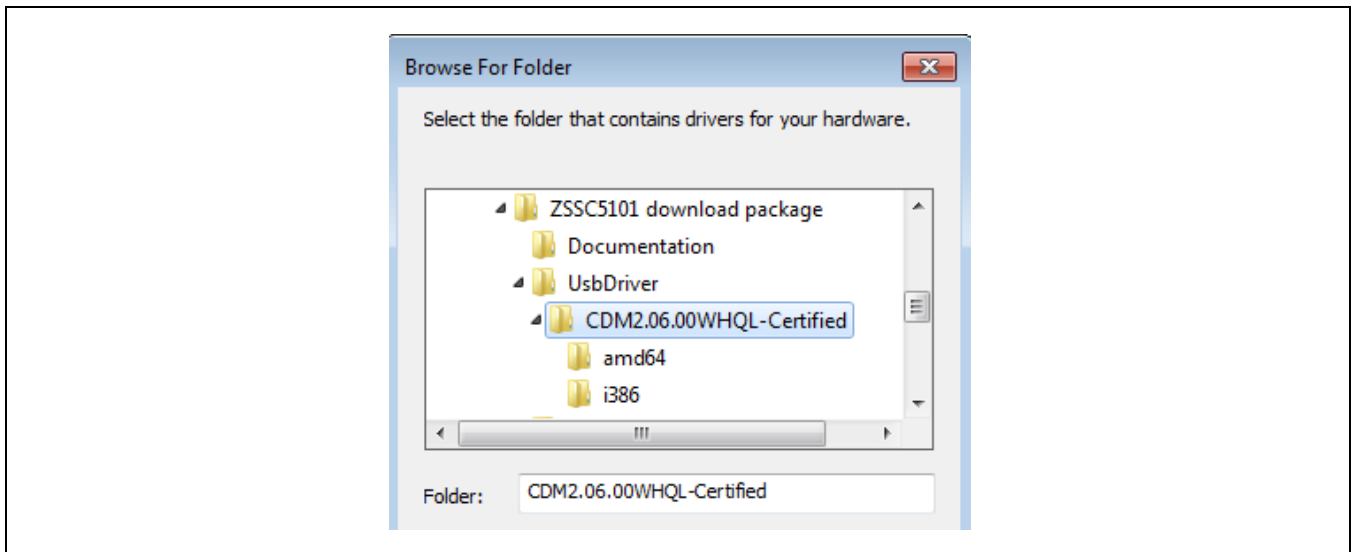 Browse For Folder
Select the folder that contains drivers for your hardware.
ZSSC5101 download package
Documentation
UsbDriver
CDM2.06.00WHQL-Certified
amd64
i386
Folder: CDM2.06.00WHQL-Certified